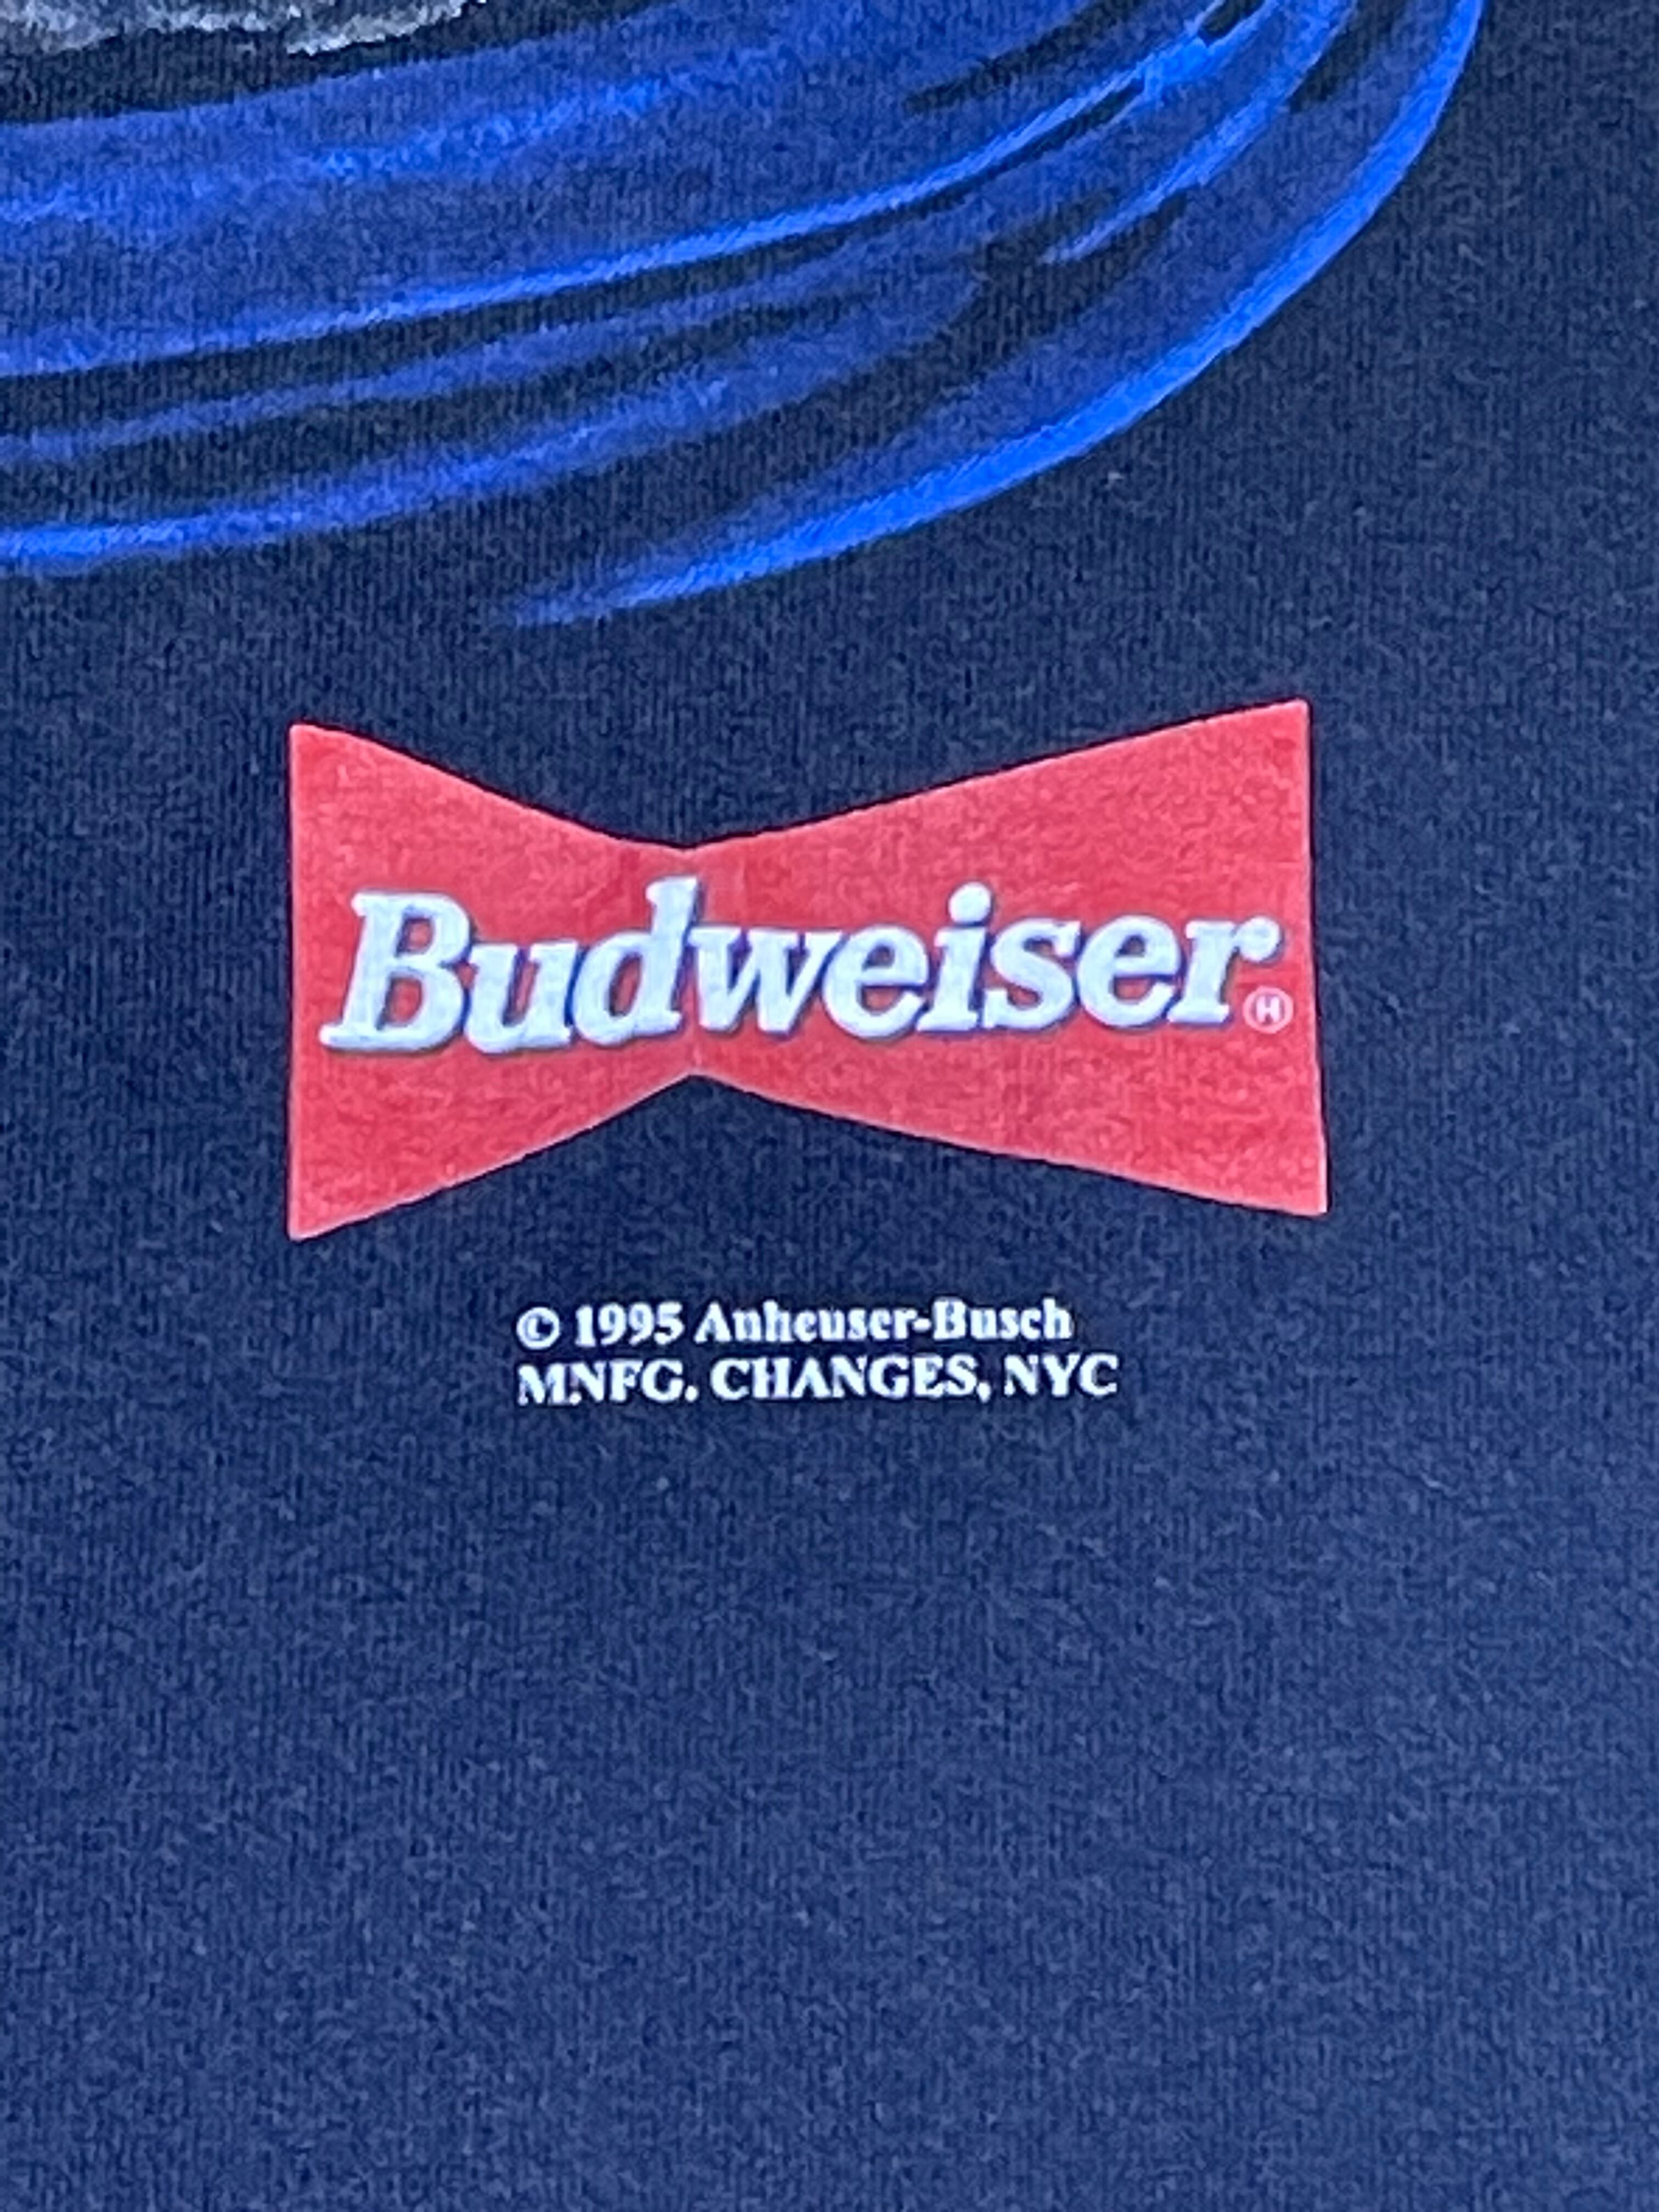 Budweiser®
© 1995 Anheuser-Busch
MNFG. CHANGES, NYC